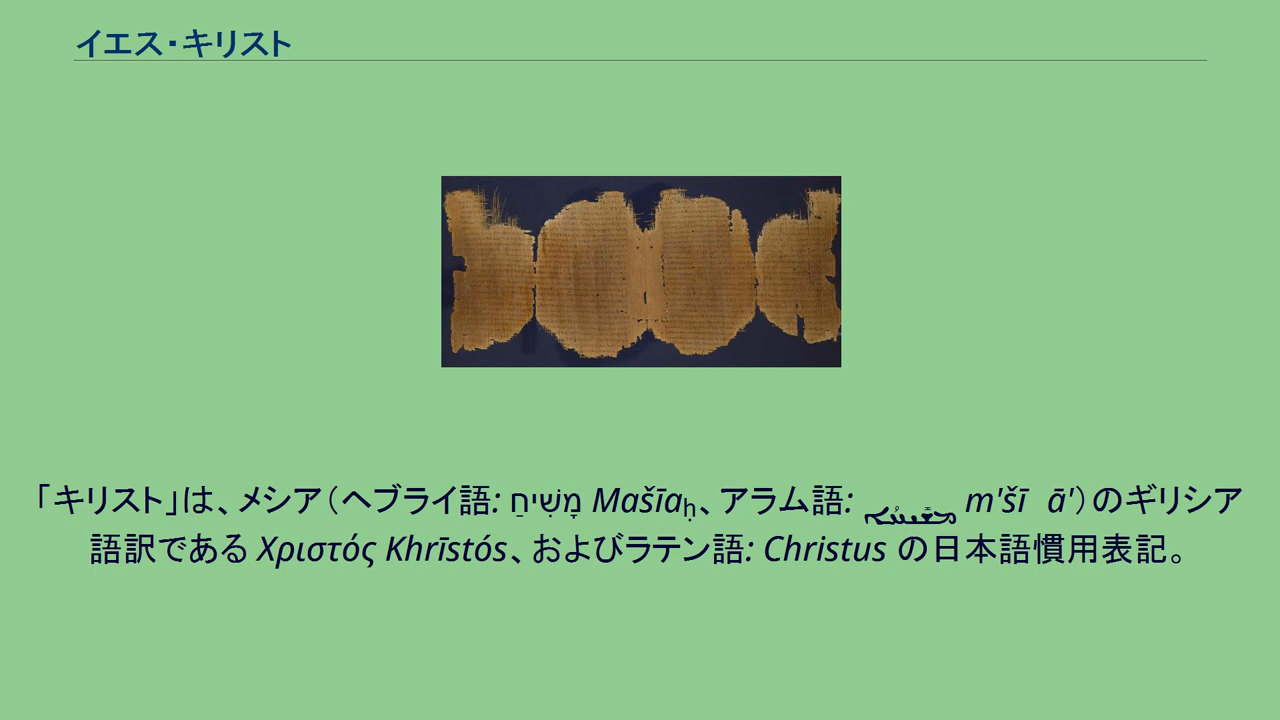 イエス・キリスト
「キリスト」は、メシア（ヘブライ語: מָשִׁיחַ Mašīaḥ、アラム語: ܡܫܝܚܐ m'šī ā'）のギリシア
語訳である Χριστός Khrīstós、およびラテン語: Christus の日本語慣用表記。